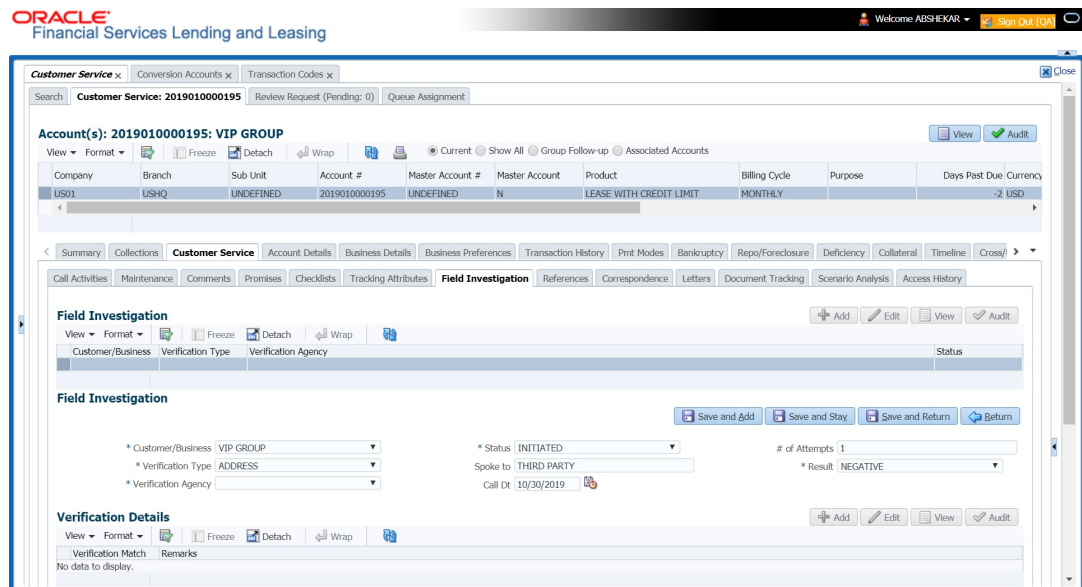 ORACLE
Financial Services Lending and Leasing
Welcome ABSHEKAR
Sign Out [QA]
Customer Service x Conversion Accounts x Transaction Codes x
Close
Search Customer Service: 2019010000195 Review Request (Pending: 0) Queue Assignment
Account(s): 2019010000195: VIP GROUP
View Audit
View Format Freeze Detach Wrap Current Show All Group Follow-up Associated Accounts
Company Branch Sub Unit Account # Master Account # Master Account Product Billing Cycle Purpose Days Past Due Currency
US01 USHQ UNDEFINED 2019010000195 UNDEFINED N LEASE WITH CREDIT LIMIT MONTHLY -2 USD
Summary Collections Customer Service Account Details Business Details Business Preferences Transaction History Pmt Modes Bankruptcy Repo/Foreclosure Deficiency Collateral Timeline Cross/
Call Activities Maintenance Comments Promises Checklists Tracking Attributes Field Investigation References Correspondence Letters Document Tracking Scenario Analysis Access History
Field Investigation
Add Edit View Audit
View Format Freeze Detach Wrap
Customer/Business Verification Type Verification Agency Status
Field Investigation
Save and Add Save and Stay Save and Return Return
* Customer/Business VIP GROUP * Status INITIATED # of Attempts 1
* Verification Type ADDRESS Spoke to THIRD PARTY * Result NEGATIVE
* Verification Agency Call Dt 10/30/2019
Verification Details
Add Edit View Audit
View Format Freeze Detach Wrap
Verification Match Remarks
No data to display.